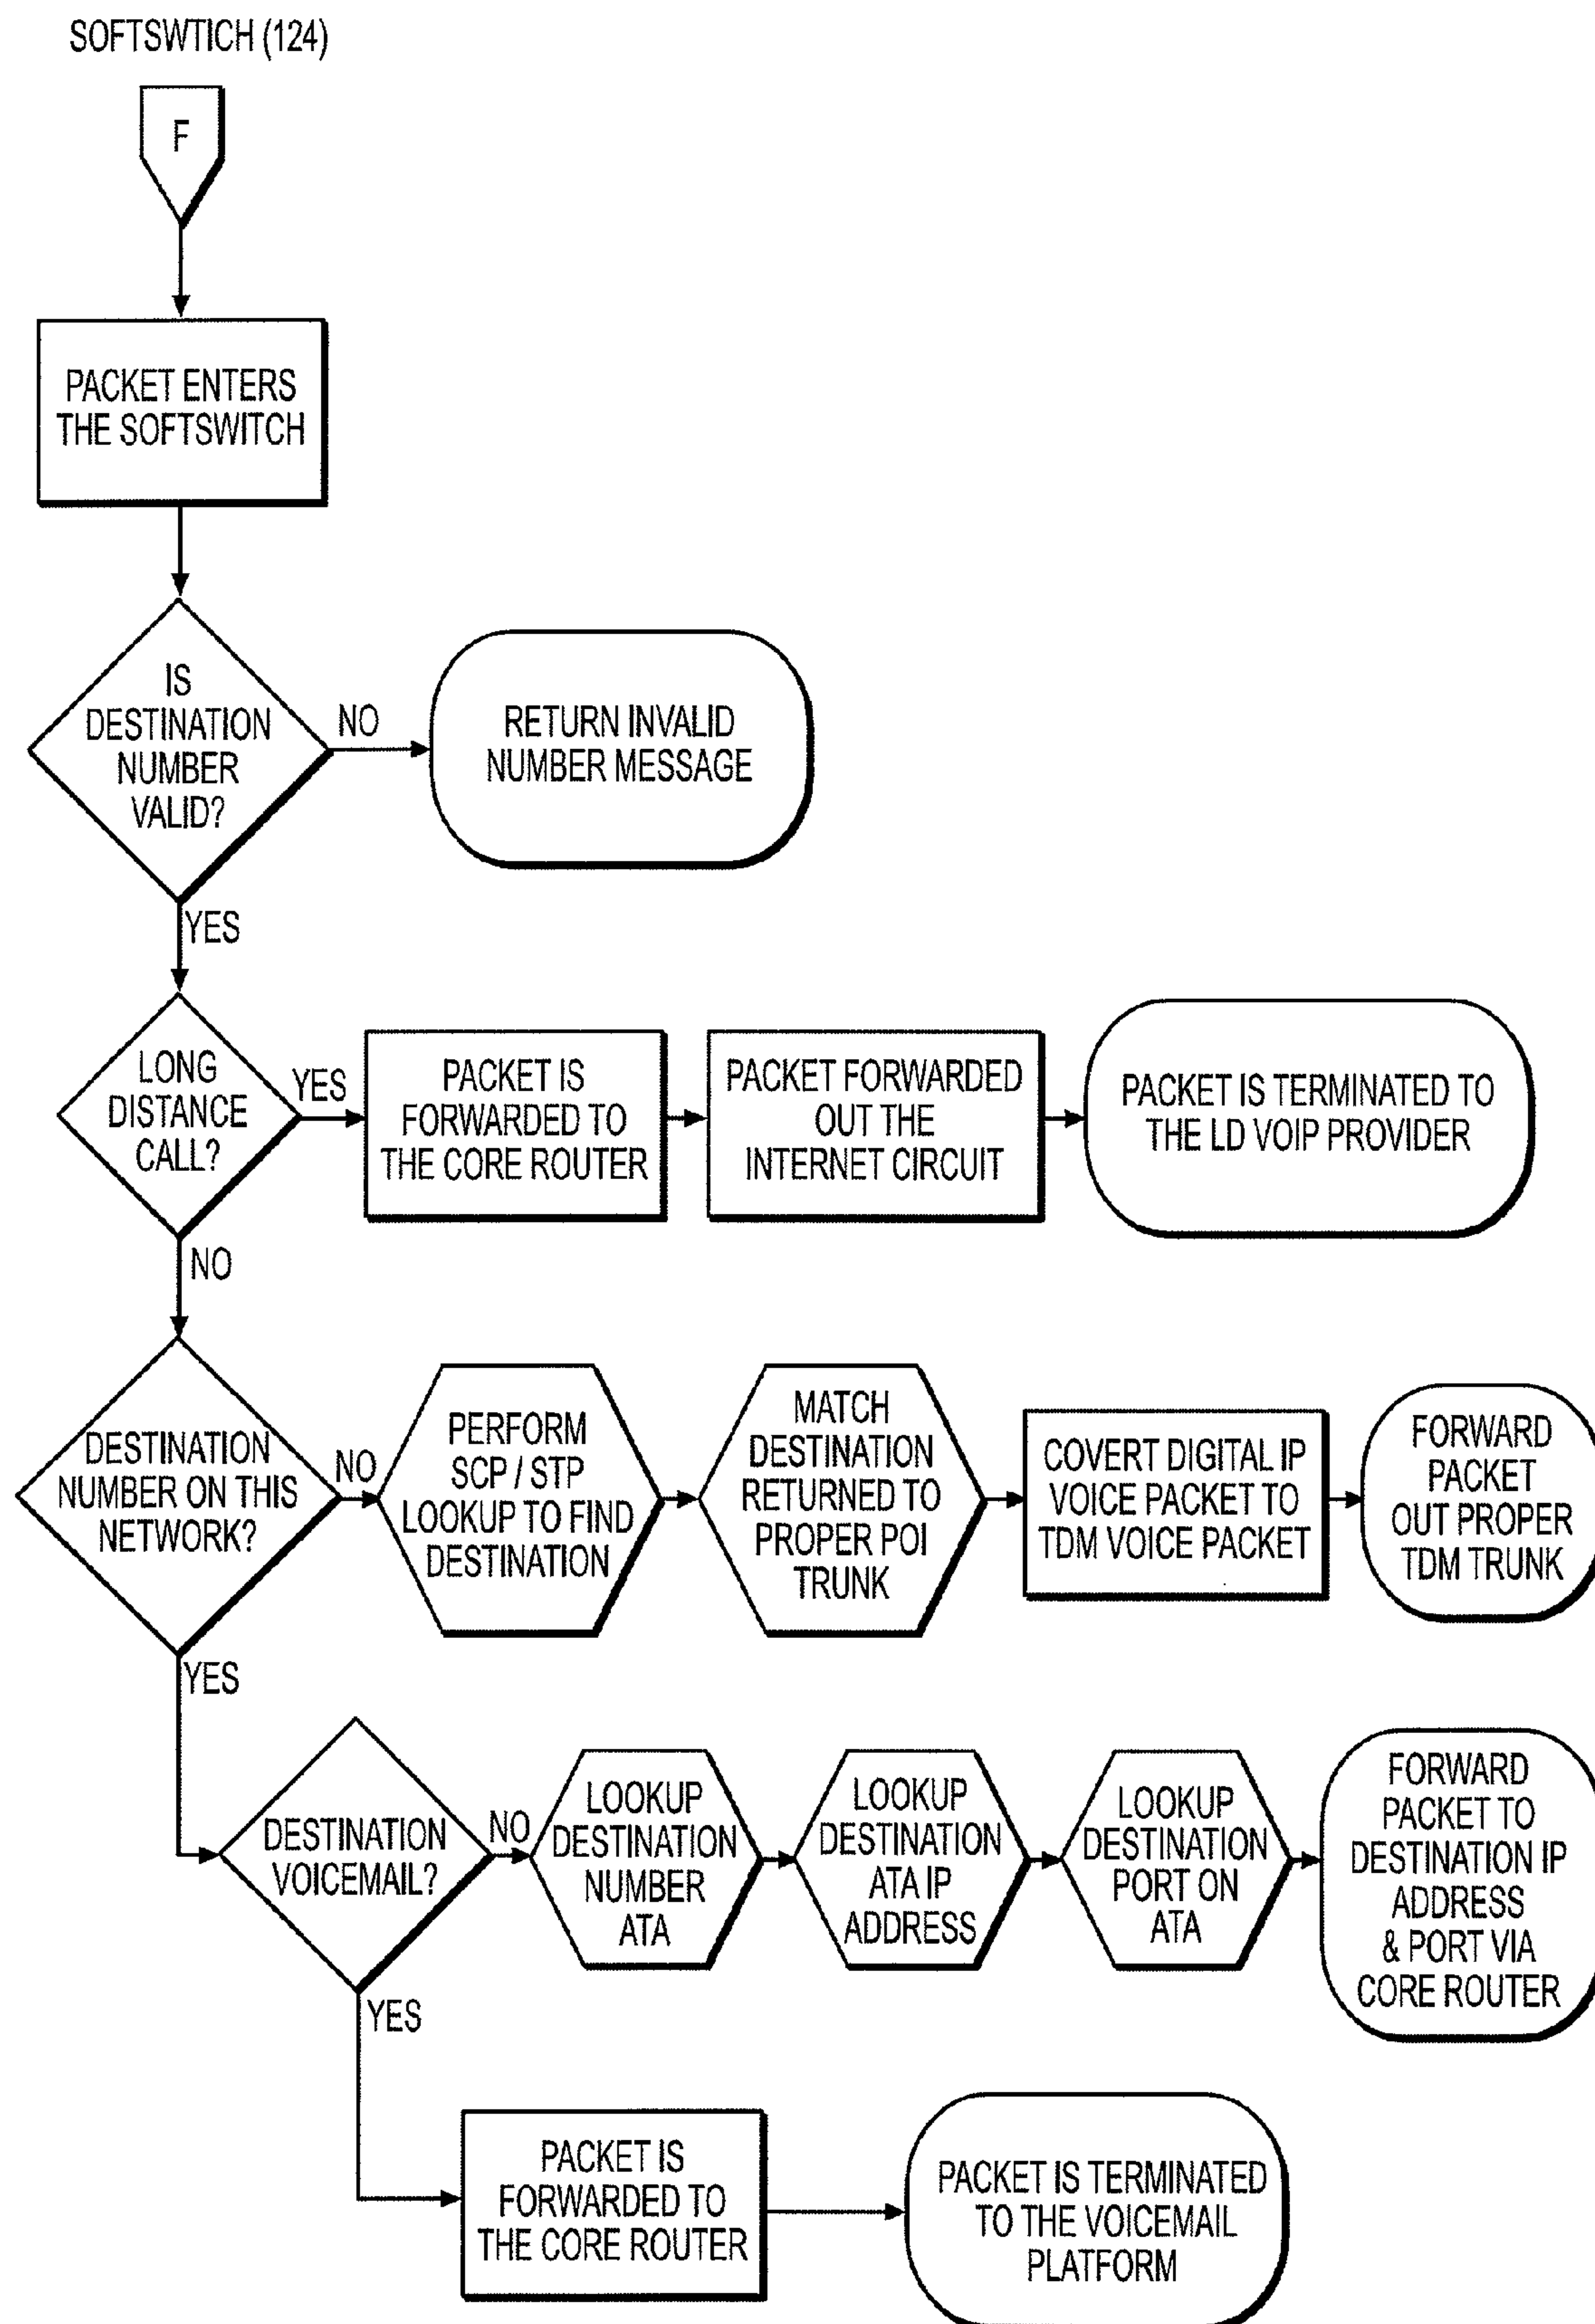 SOFTSWTICH (124)
F
PACKET ENTERS
THE SOFTSWITCH
IS
DESTINATION
NUMBER
VALID?
NO
RETURN INVALID
NUMBER MESSAGE
YES
LONG
DISTANCE
CALL?
YES
PACKET IS
FORWARDED TO
THE CORE ROUTER
PACKET FORWARDED
OUT THE
INTERNET CIRCUIT
PACKET IS TERMINATED TO
THE LD VOIP PROVIDER
NO
DESTINATION
NUMBER ON THIS
NETWORK?
NO
PERFORM
SCP / STP
LOOKUP TO FIND
DESTINATION
MATCH
DESTINATION
RETURNED TO
PROPER POI
TRUNK
COVERT DIGITAL IP
VOICE PACKET TO
TDM VOICE PACKET
FORWARD
PACKET
OUT PROPER
TDM TRUNK
YES
DESTINATION
VOICEMAIL?
NO
LOOKUP
DESTINATION
NUMBER
ATA
LOOKUP
DESTINATION
ATA IP
ADDRESS
LOOKUP
DESTINATION
PORT ON
ATA
FORWARD
PACKET TO
DESTINATION IP
ADDRESS
& PORT VIA
CORE ROUTER
YES
PACKET IS
FORWARDED TO
THE CORE ROUTER
PACKET IS TERMINATED
TO THE VOICEMAIL
PLATFORM